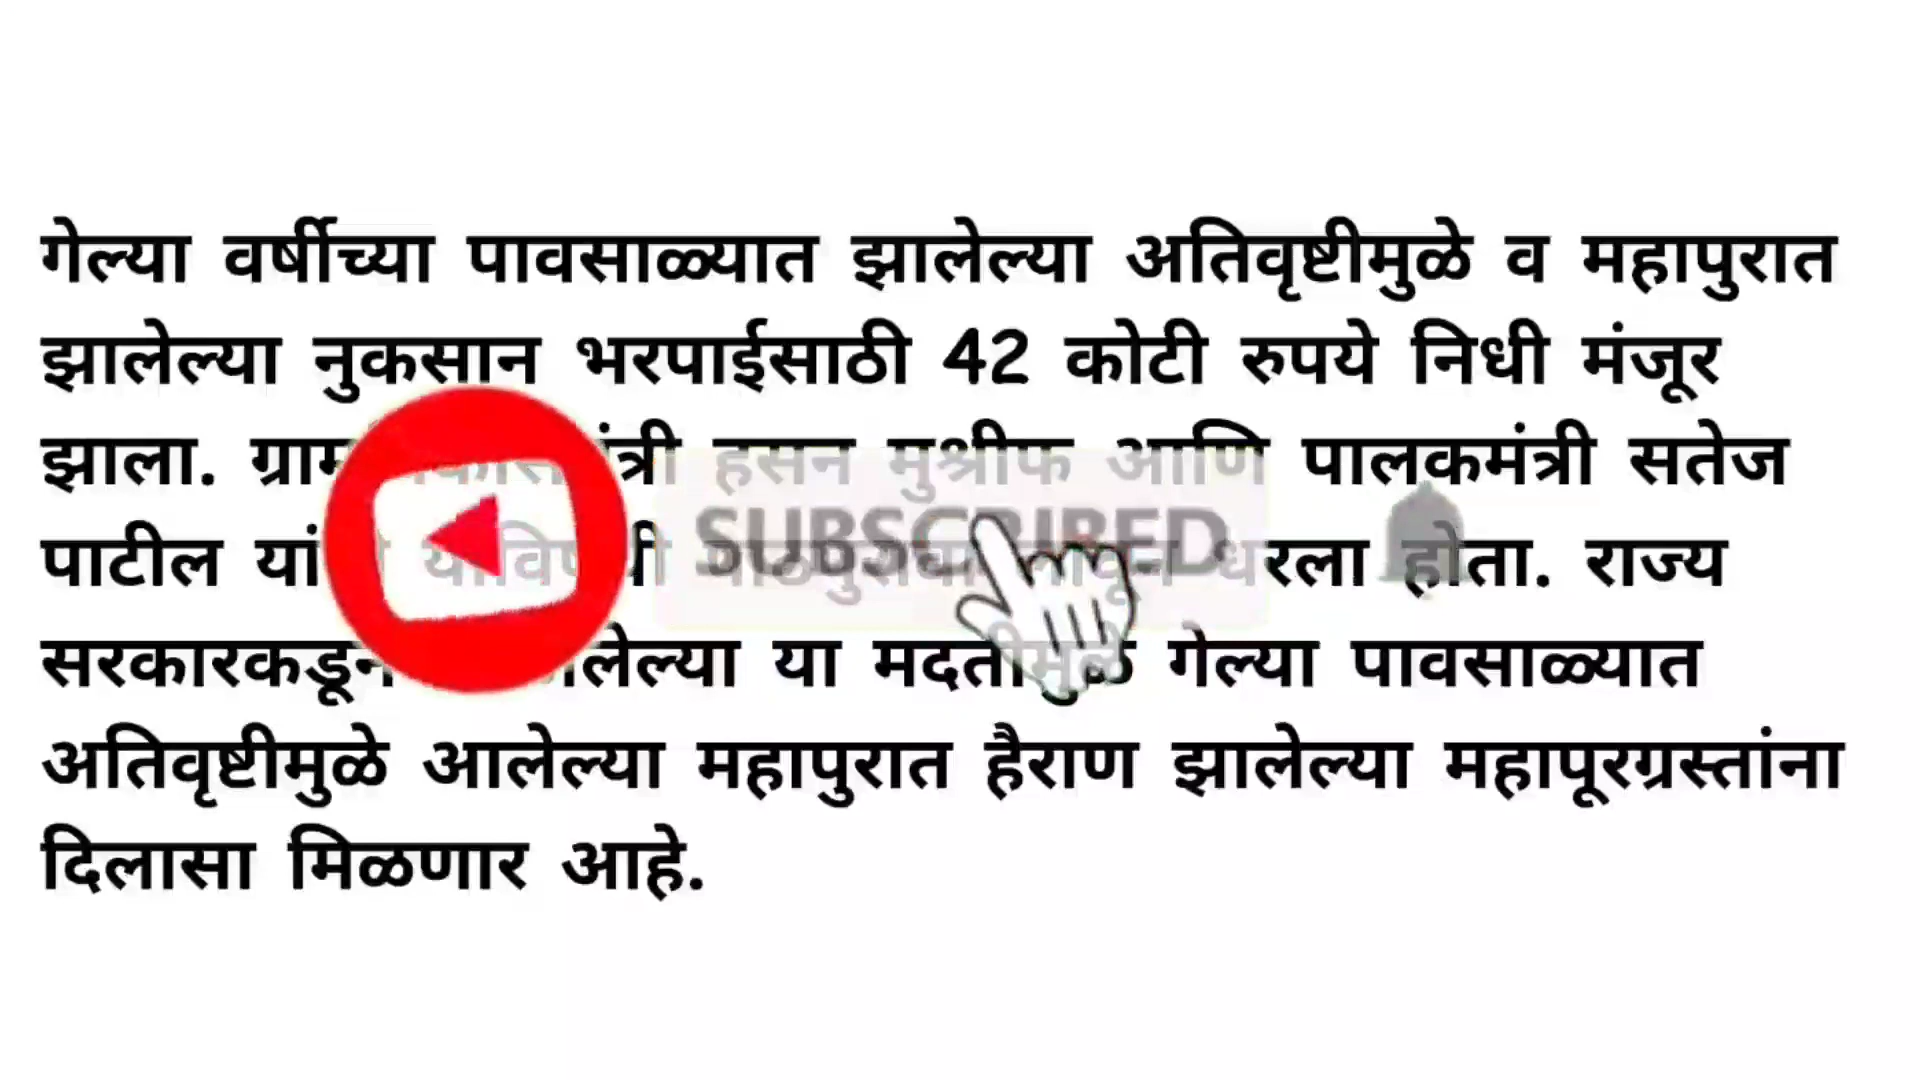 गेल्या वर्षीच्या पावसाळ्यात झालेल्या अतिवृष्टीमुळे व महापुरात
झालेल्या नुकसान भरपाईसाठी 42 कोटी रुपये निधी मंजूर
झाला. हसन मुश्रीफ आणि पालकमंत्री सतेज
पाटील धरला होता. राज्य
SUBSCRIBED
सरकारकडून या मदतीमुळे गेल्या पावसाळ्यात
अतिवृष्टीमुळे आलेल्या महापुरात हैराण झालेल्या महापूरग्रस्तांना
दिलासा मिळणार आहे.